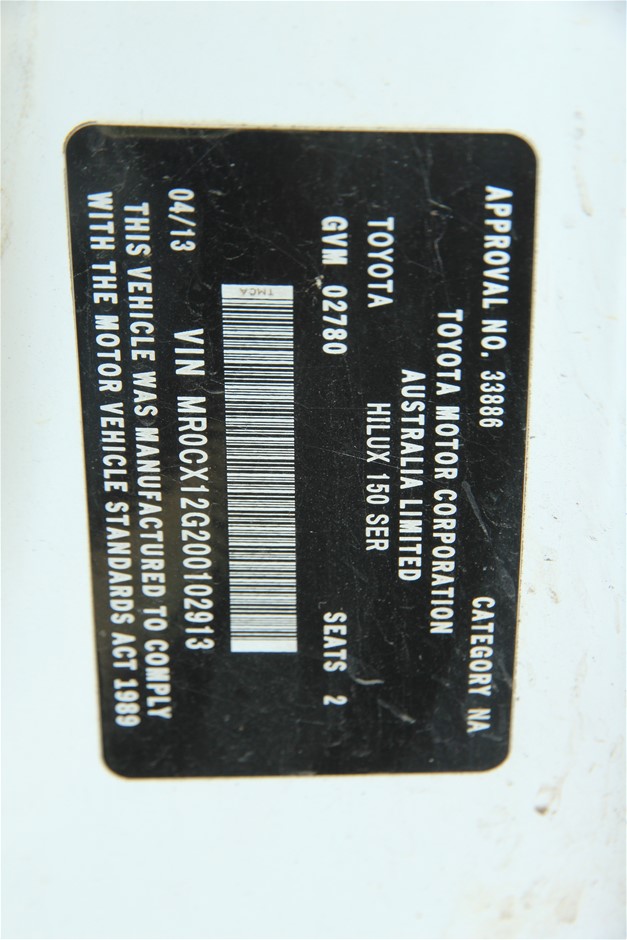 APPROVAL NO. 33886 CATEGORY NA
TOYOTA MOTOR CORPORATION
AUSTRALIA LIMITED
TOYOTA HILUX 150 SER
GVM 02780 SEATS 2
TMCA
VIN MR0CX12G200102913
04/13
THIS VEHICLE WAS MANUFACTURED TO COMPLY
WITH THE MOTOR VEHICLE STANDARDS ACT 1989